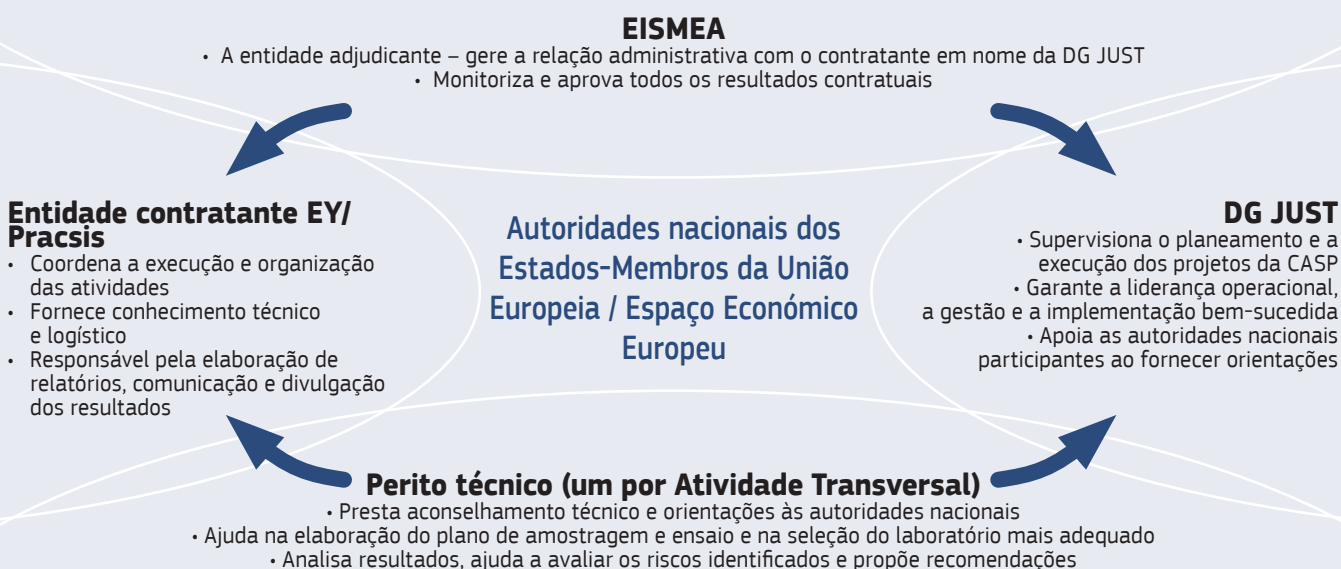 EISMEA
• A entidade adjudicante – gere a relação administrativa com o contratante em nome da DG JUST
• Monitoriza e aprova todos os resultados contratuais
Entidade contratante EY/
Pracsis
• Coordena a execução e organização
das atividades
• Fornece conhecimento técnico
e logístico
• Responsável pela elaboração de
relatórios, comunicação e divulgação
dos resultados
Autoridades nacionais dos
Estados-Membros da União
Europeia / Espaço Económico
Europeu
DG JUST
• Supervisiona o planeamento e a
execução dos projetos da CASP
• Garante a liderança operacional,
a gestão e a implementação bem-sucedida
• Apoia as autoridades nacionais
participantes ao fornecer orientações
Perito técnico (um por Atividade Transversal)
• Presta aconselhamento técnico e orientações às autoridades nacionais
• Ajuda na elaboração do plano de amostragem e ensaio e na seleção do laboratório mais adequado
• Analisa resultados, ajuda a avaliar os riscos identificados e propõe recomendações